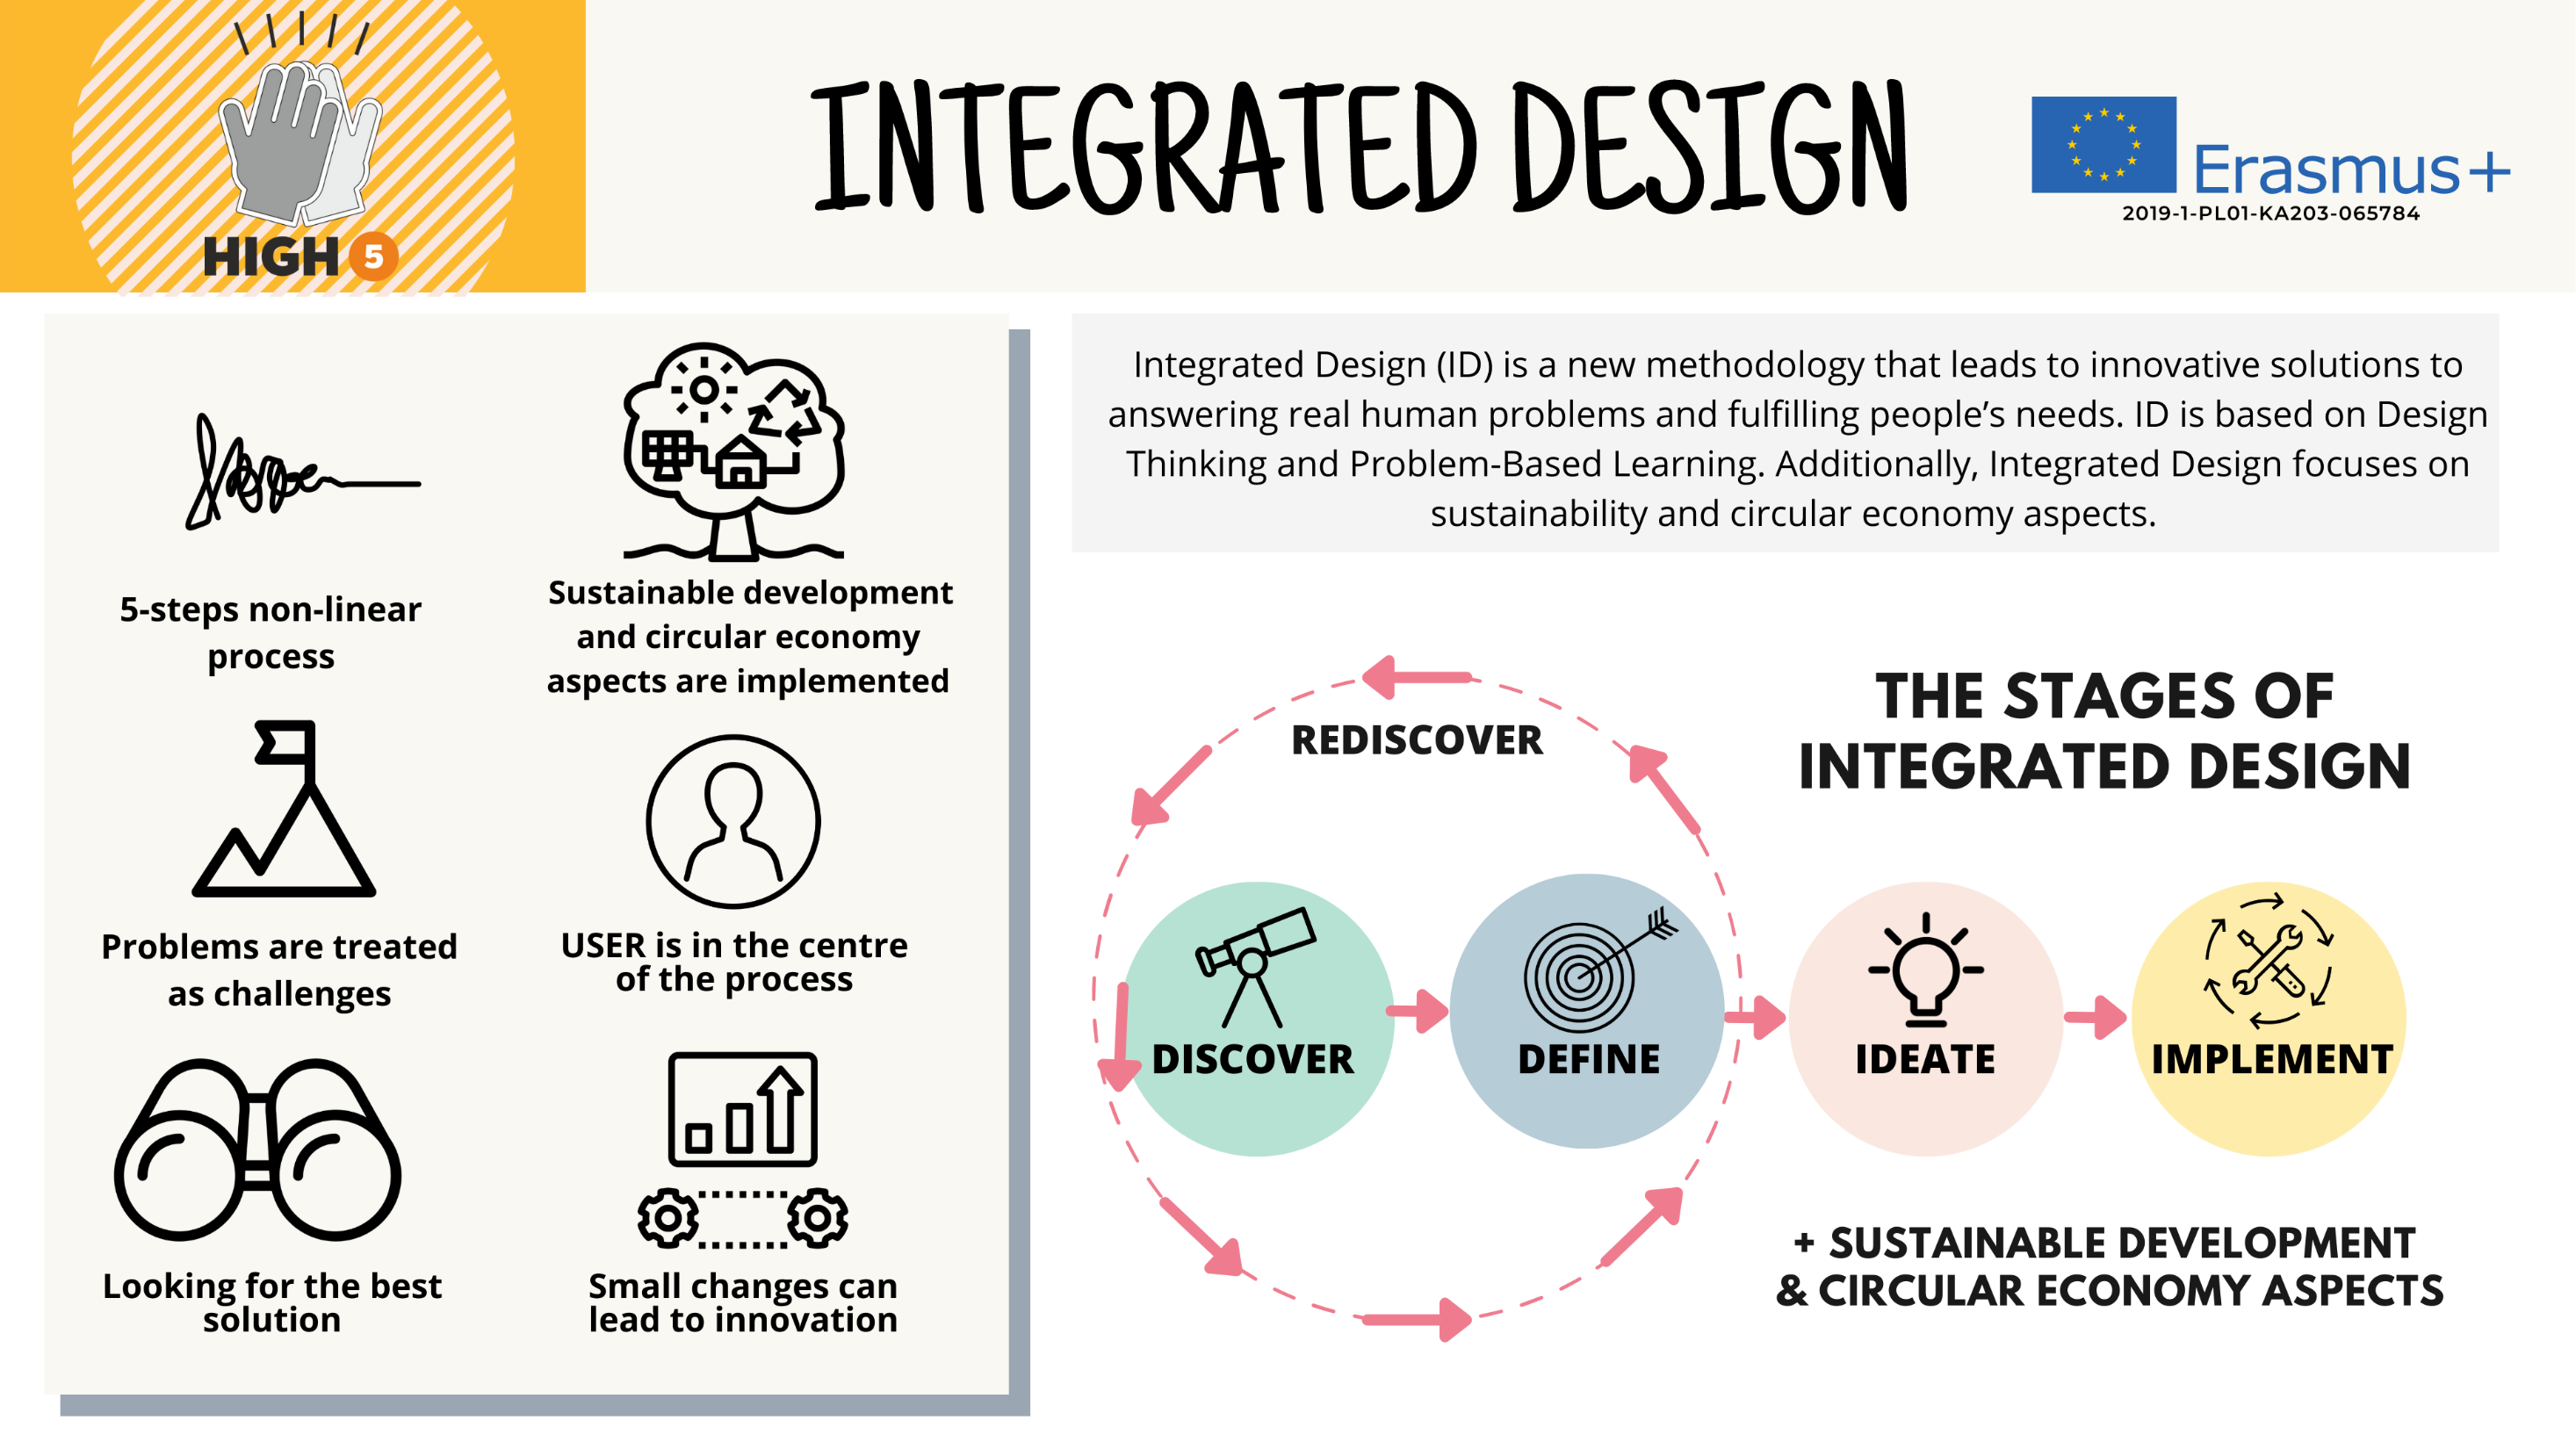 HIGH 5
INTEGRATED DESIGN
Erasmus+
2019-1-PL01-KA203-065784
5-steps non-linear
process
Sustainable development
and circular economy
aspects are implemented
Problems are treated
as challenges
USER is in the centre
of the process
Looking for the best
solution
Small changes can
lead to innovation
Integrated Design (ID) is a new methodology that leads to innovative solutions to
answering real human problems and fulfilling people’s needs. ID is based on Design
Thinking and Problem-Based Learning. Additionally, Integrated Design focuses on
sustainability and circular economy aspects.
THE STAGES OF
INTEGRATED DESIGN
REDISCOVER
DISCOVER
DEFINE
IDEATE
IMPLEMENT
+ SUSTAINABLE DEVELOPMENT
& CIRCULAR ECONOMY ASPECTS